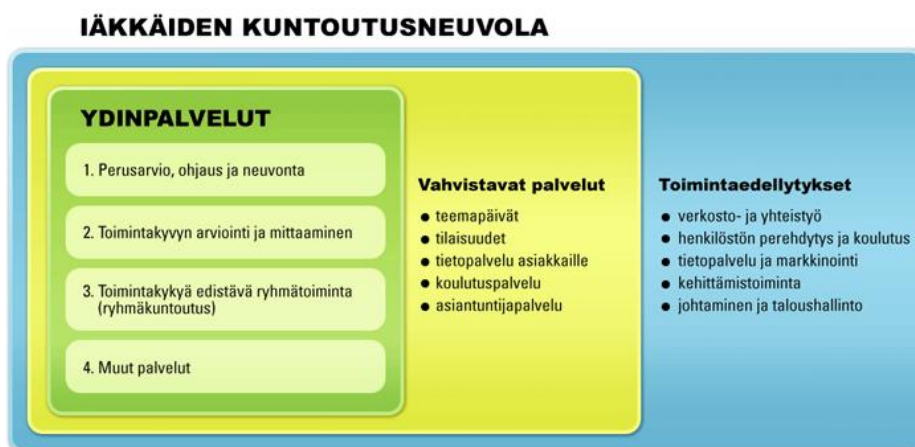 IÄKKÄIDEN KUNTOUTUSNEUVOLA
YDINPALVELUT
1. Perusarvio, ohjaus ja neuvonta
2. Toimintakyvyn arviointi ja mittaaminen
3. Toimintakykyä edistävä ryhmätoiminta
(ryhmäkuntoutus)
4. Muut palvelut
Vahvistavat palvelut
• teemapäivät
• tilaisuudet
• tietopalvelu asiakkaille
• koulutuspalvelu
• asiantuntijapalvelu
Toimintaedellytykset
• verkosto- ja yhteistyö
• henkilöstön perehdytys ja koulutus
• tietopalvelu ja markkinointi
• kehittämistoiminta
• johtaminen ja taloushallinto